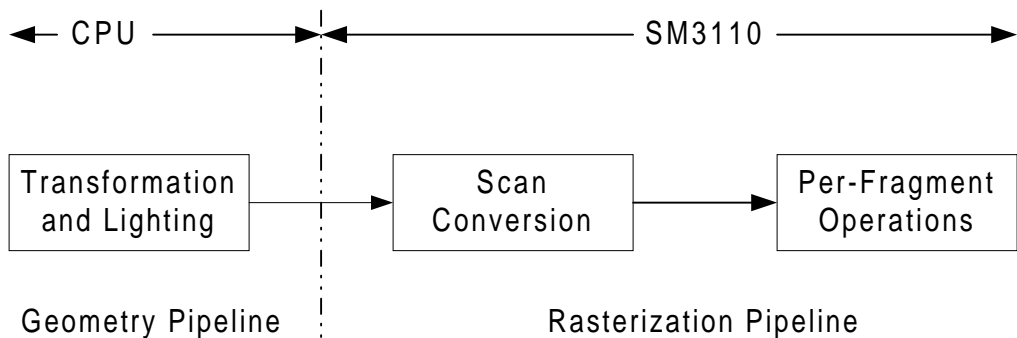 CPU
SM3110
Transformation
and Lighting
Scan
Conversion
Per-Fragment
Operations
Geometry Pipeline
Rasterization Pipeline